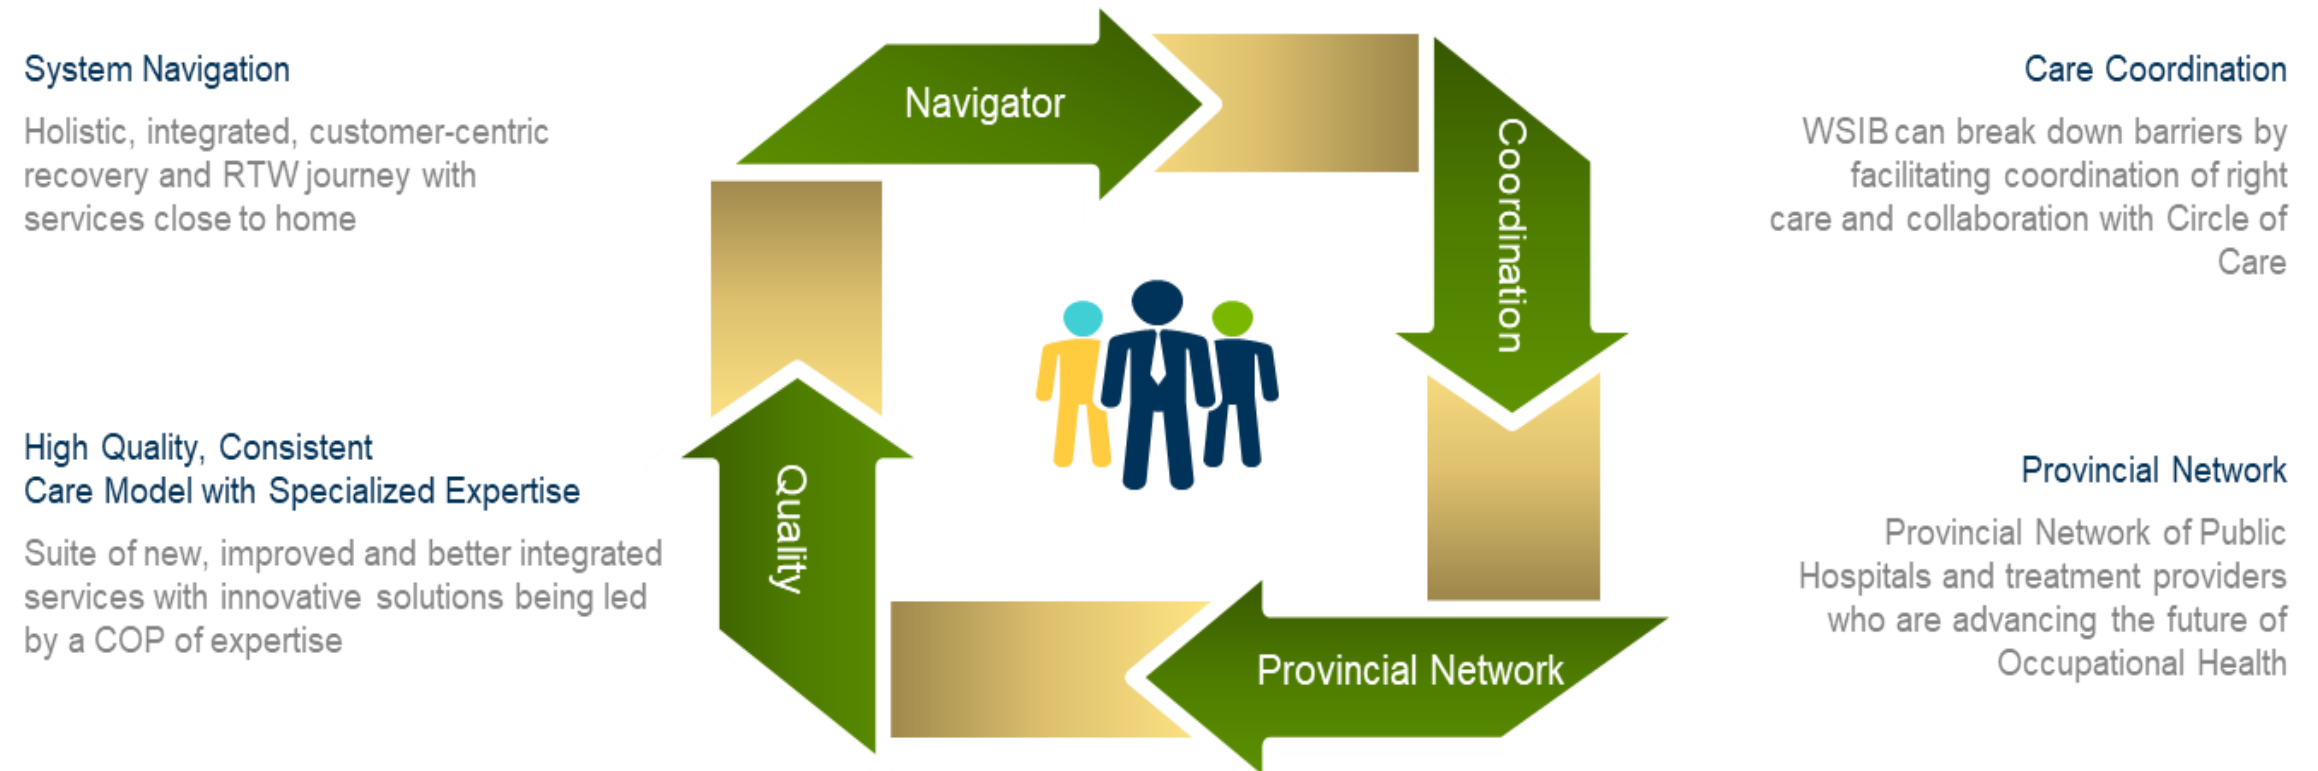 System Navigation
Holistic, integrated, customer-centric
recovery and RTW journey with
services close to home
High Quality, Consistent
Care Model with Specialized Expertise
Suite of new, improved and better integrated
services with innovative solutions being led
by a COP of expertise
Navigator
Coordination
Quality
Provincial Network
Care Coordination
WSIB can break down barriers by
facilitating coordination of right
care and collaboration with Circle of
Care
Provincial Network
Provincial Network of Public
Hospitals and treatment providers
who are advancing the future of
Occupational Health